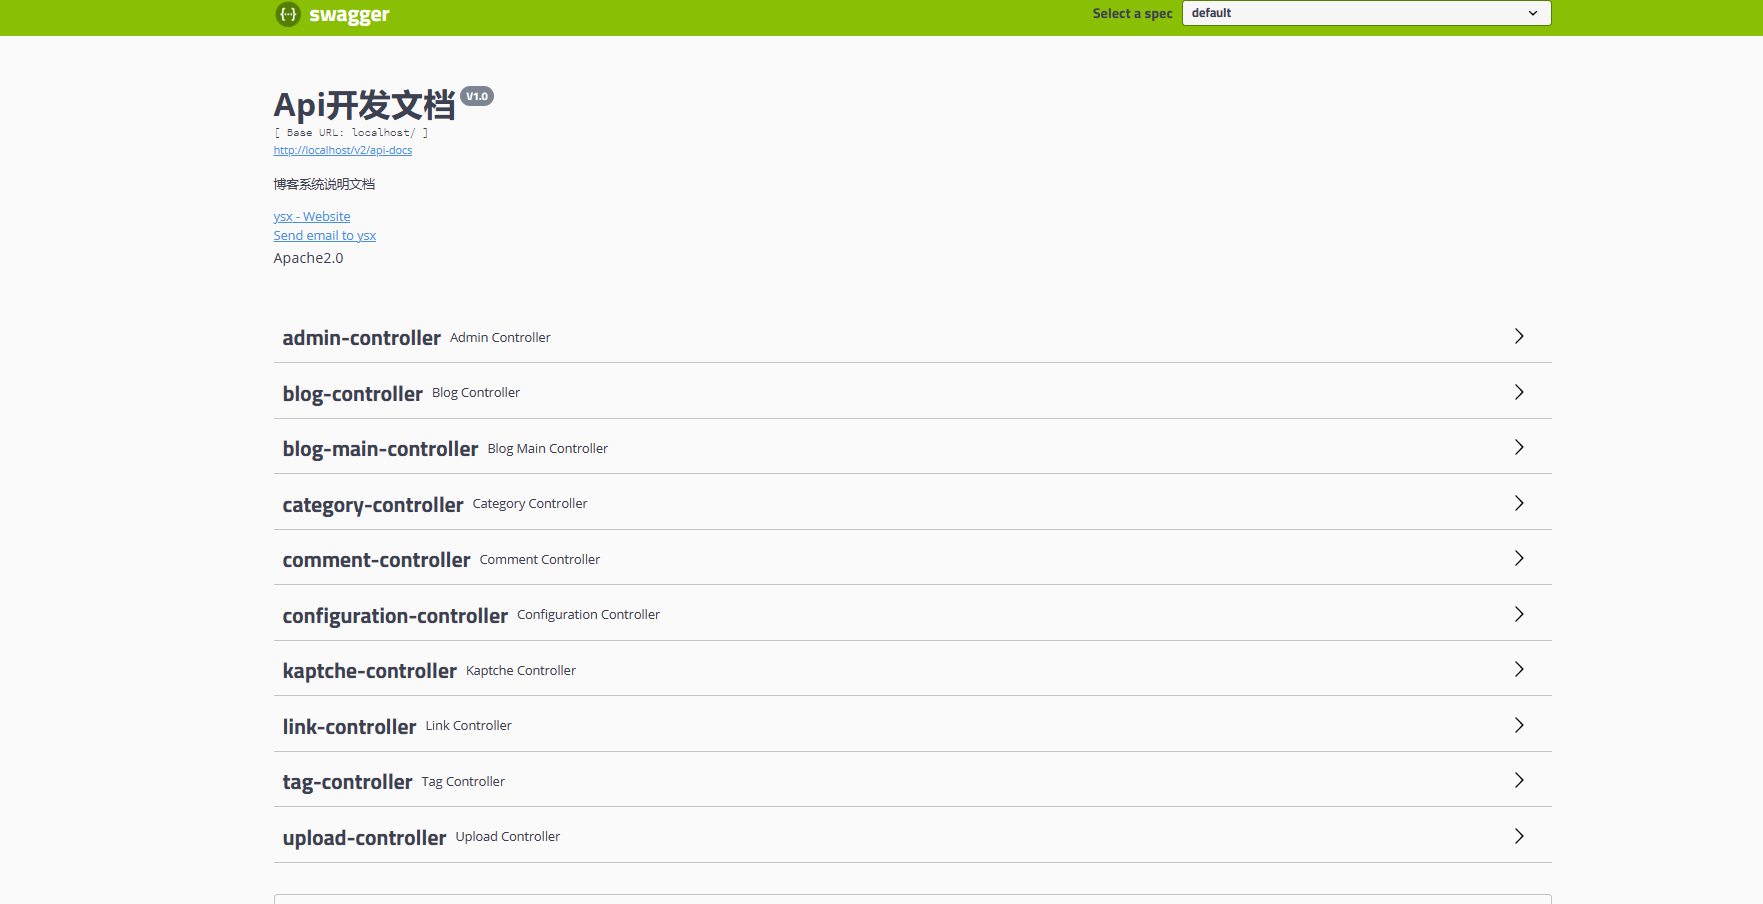 swagger
Select a spec default
Api开发文档 V1.0
[ Base URL: localhost/ ]
http://localhost/v2/api-docs
博客系统说明文档
ysx - Website
Send email to ysx
Apache2.0
admin-controller Admin Controller
blog-controller Blog Controller
blog-main-controller Blog Main Controller
category-controller Category Controller
comment-controller Comment Controller
configuration-controller Configuration Controller
kaptche-controller Kaptche Controller
link-controller Link Controller
tag-controller Tag Controller
upload-controller Upload Controller